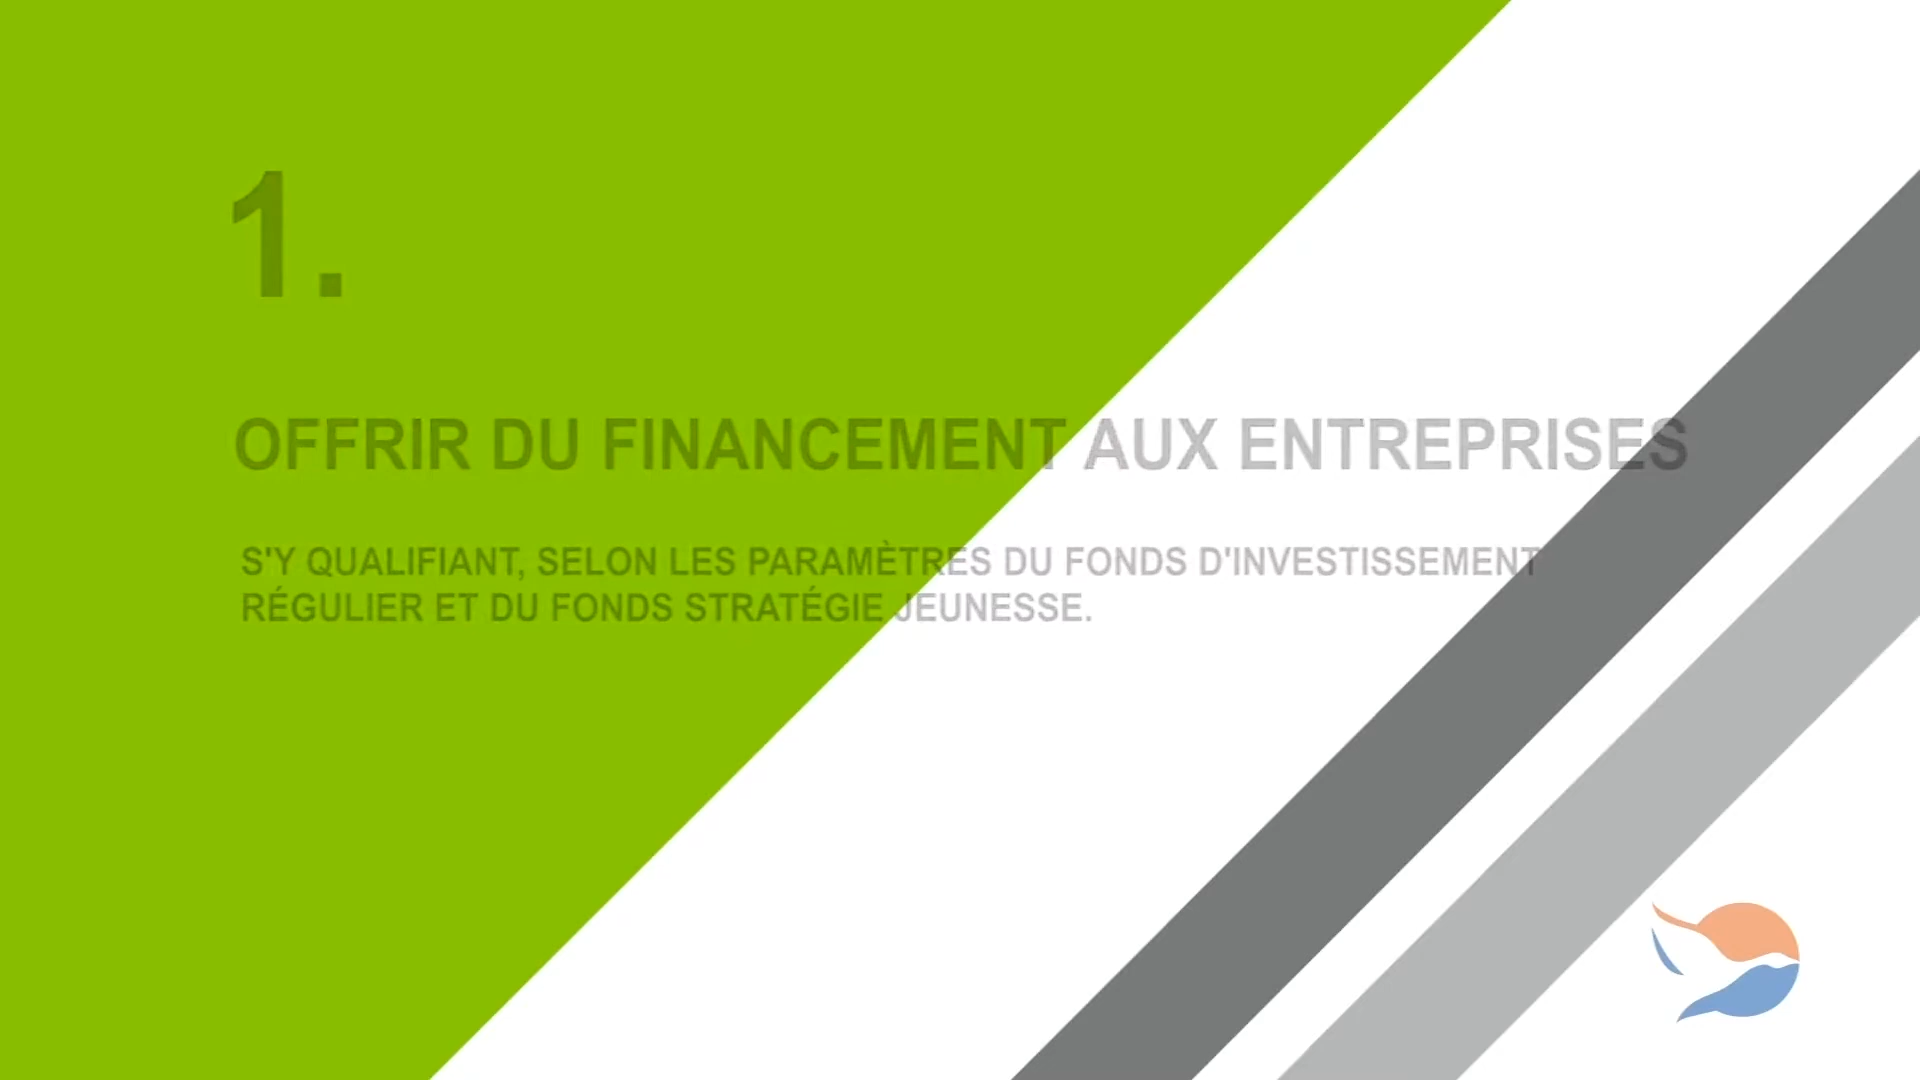 1.
OFFRIR DU FINANCEMENT AUX ENTREPRISES
S'Y QUALIFIANT, SELON LES PARAMÈTRES DU FONDS D'INVESTISSEMENT
RÉGULIER ET DU FONDS STRATÉGIE JEUNESSE.